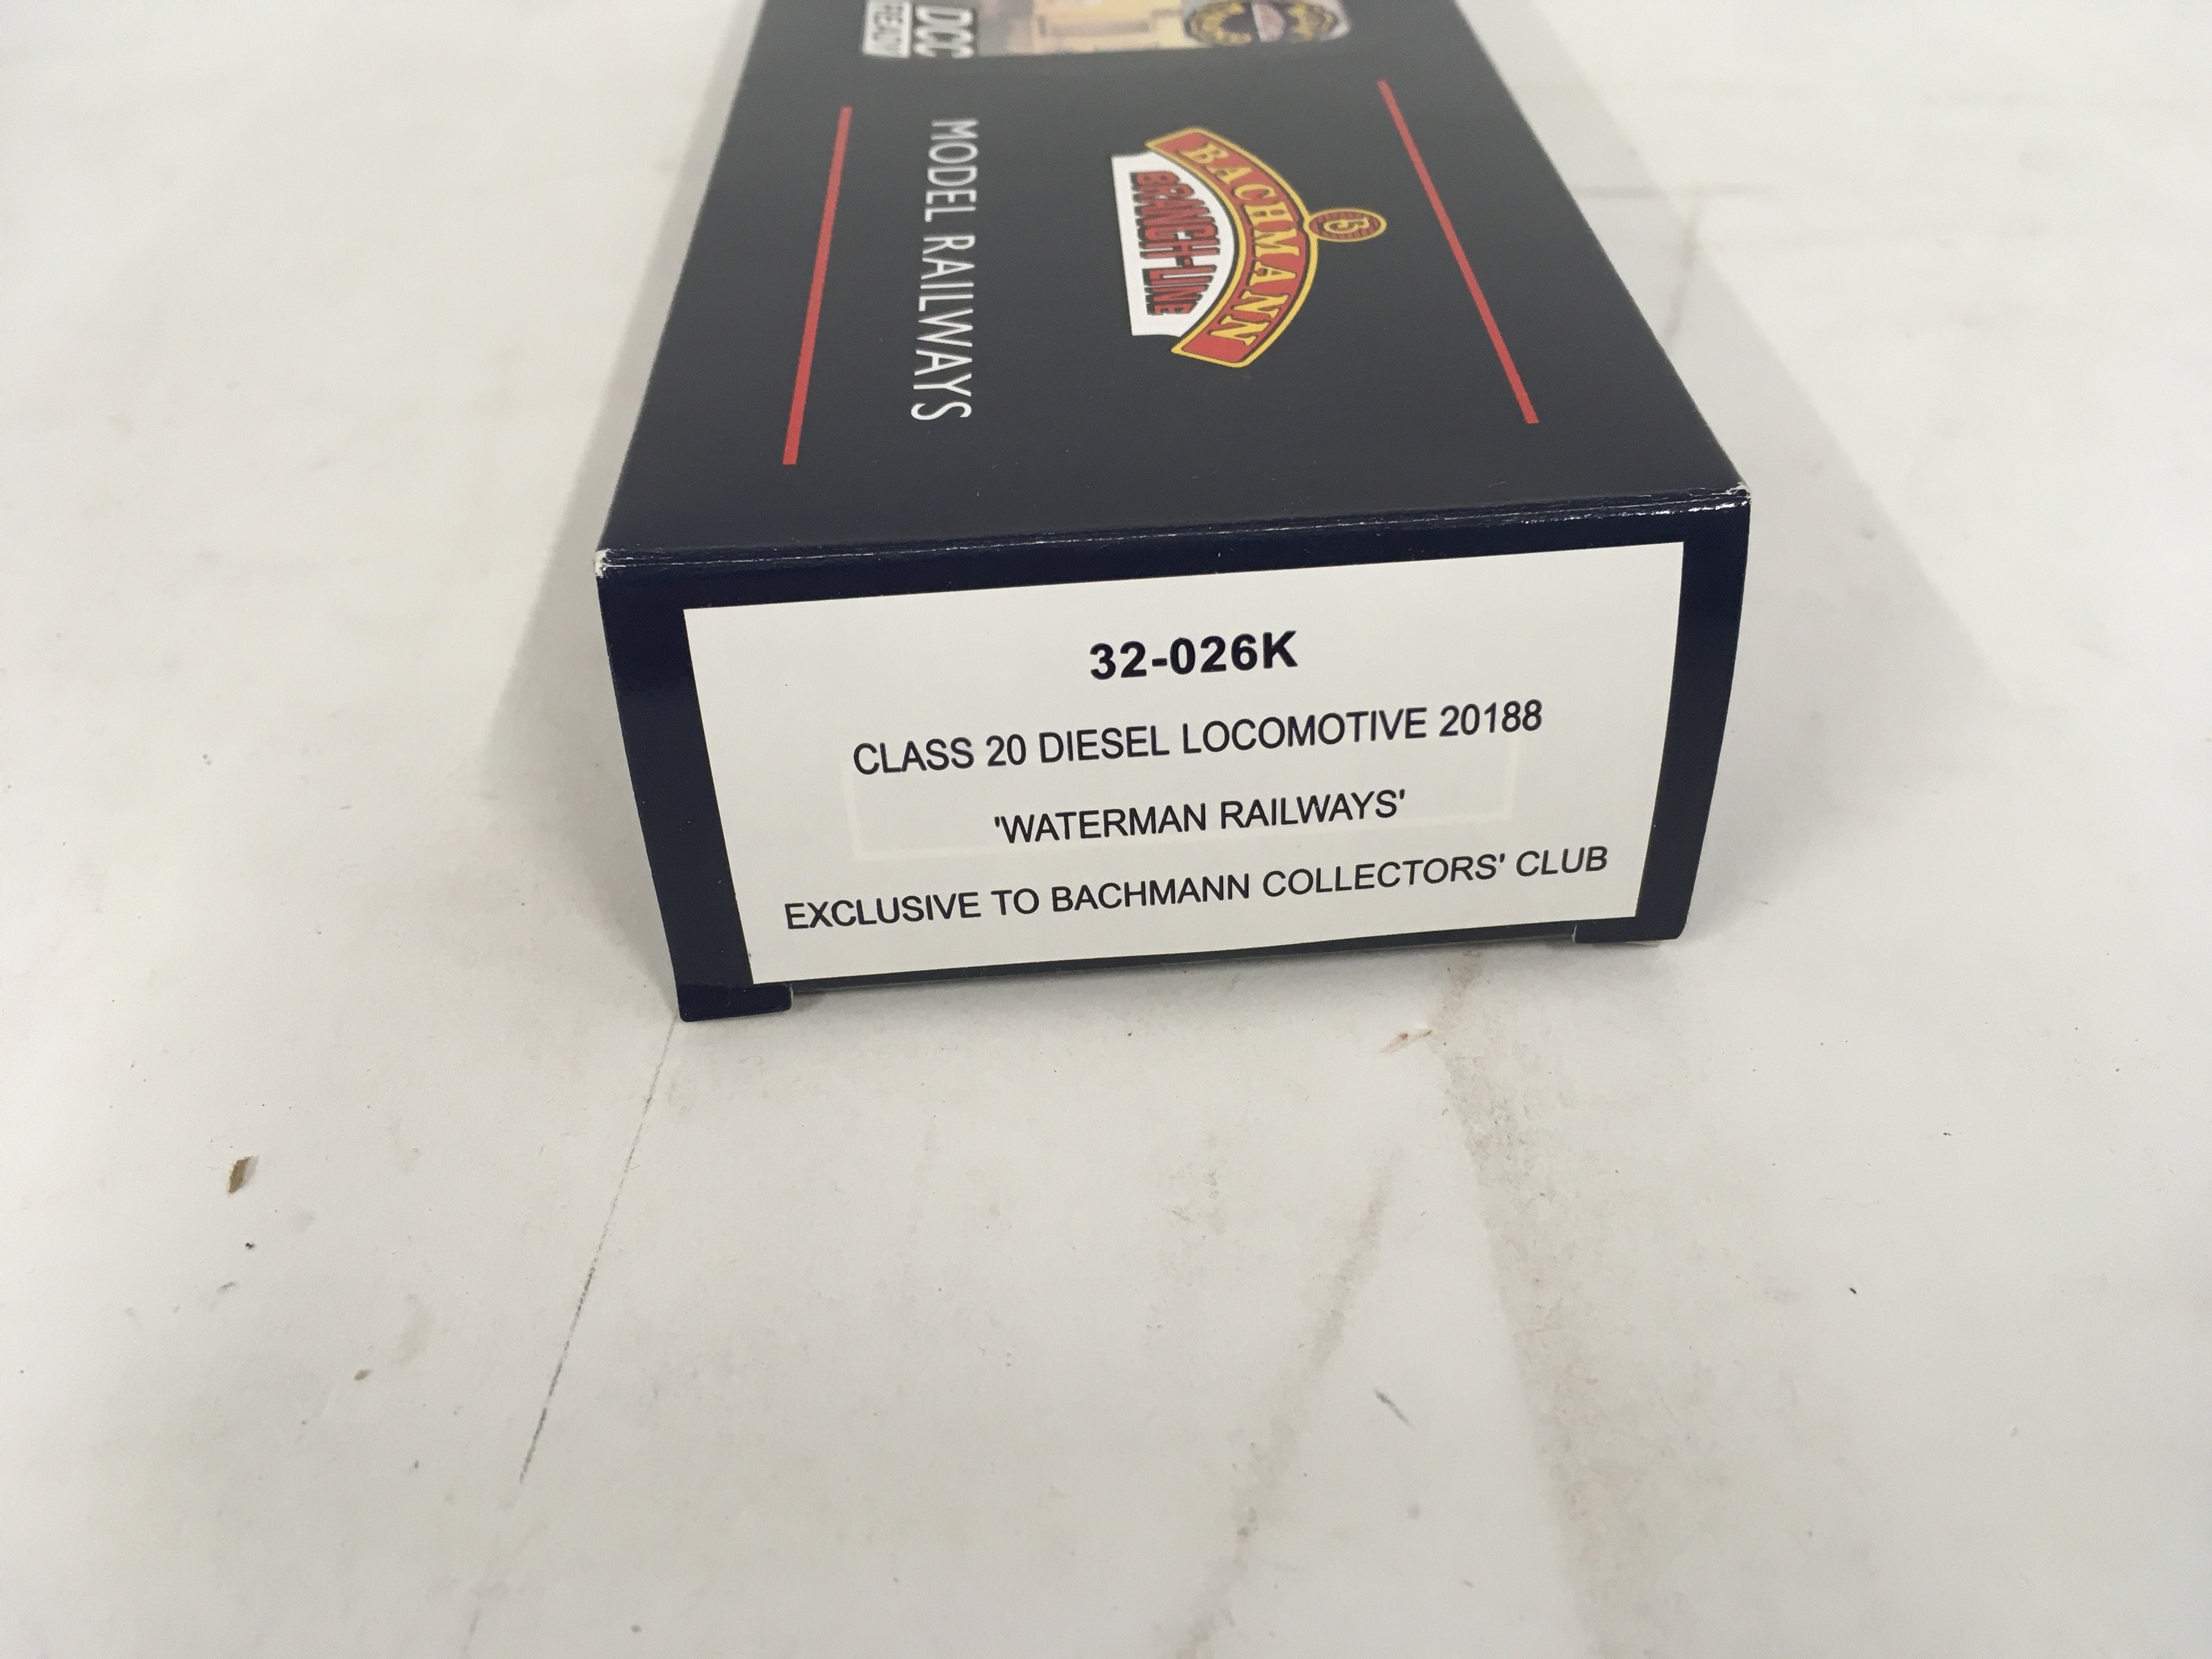 DCC
READY
MODEL RAILWAYS
BACHMANN
BRANCH-LINE
32-026K
CLASS 20 DIESEL LOCOMOTIVE 20188
'WATERMAN RAILWAYS'
EXCLUSIVE TO BACHMANN COLLECTORS' CLUB